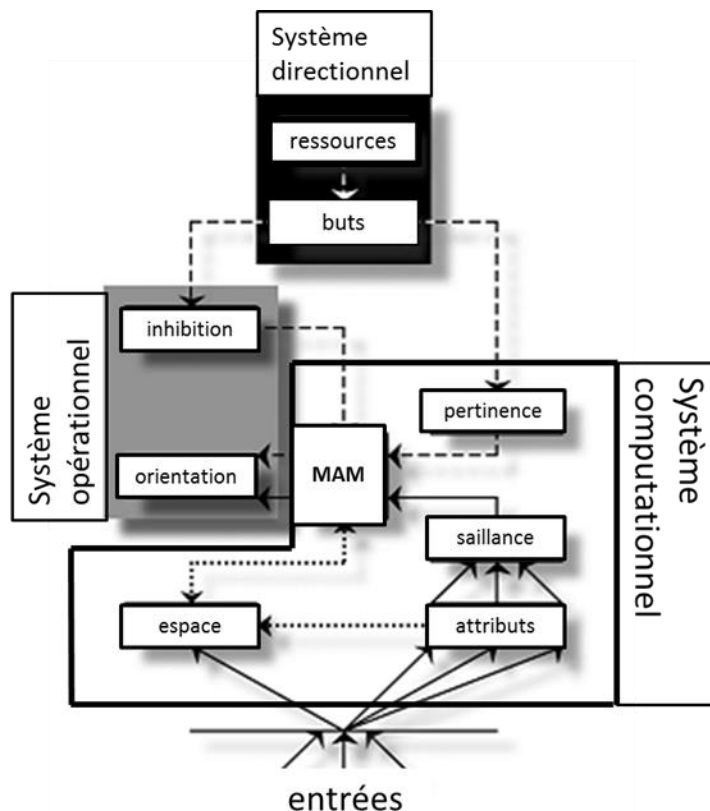 Système
directionnel
ressources
buts
Système
opérationnel
inhibition
orientation
MAM
pertinence
saillance
espace
attributs
Système
computationnel
entrées